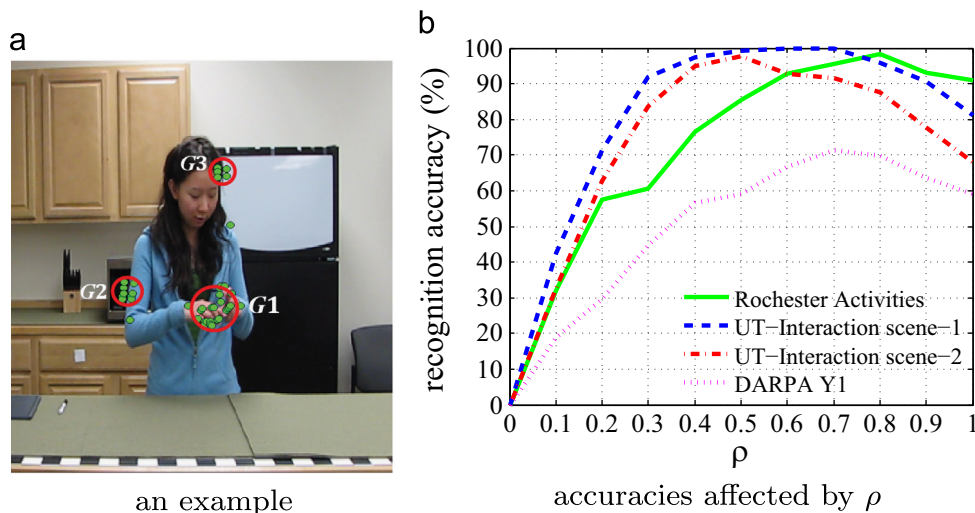 a
G3
G2
G1
an example
b
recognition accuracy (%)
100
90
80
70
60
50
40
30
20
10
0
Rochester Activities
UT-Interaction scene-1
UT-Interaction scene-2
DARPA Y1
0 0.1 0.2 0.3 0.4 0.5 0.6 0.7 0.8 0.9 1
ρ
accuracies affected by ρ